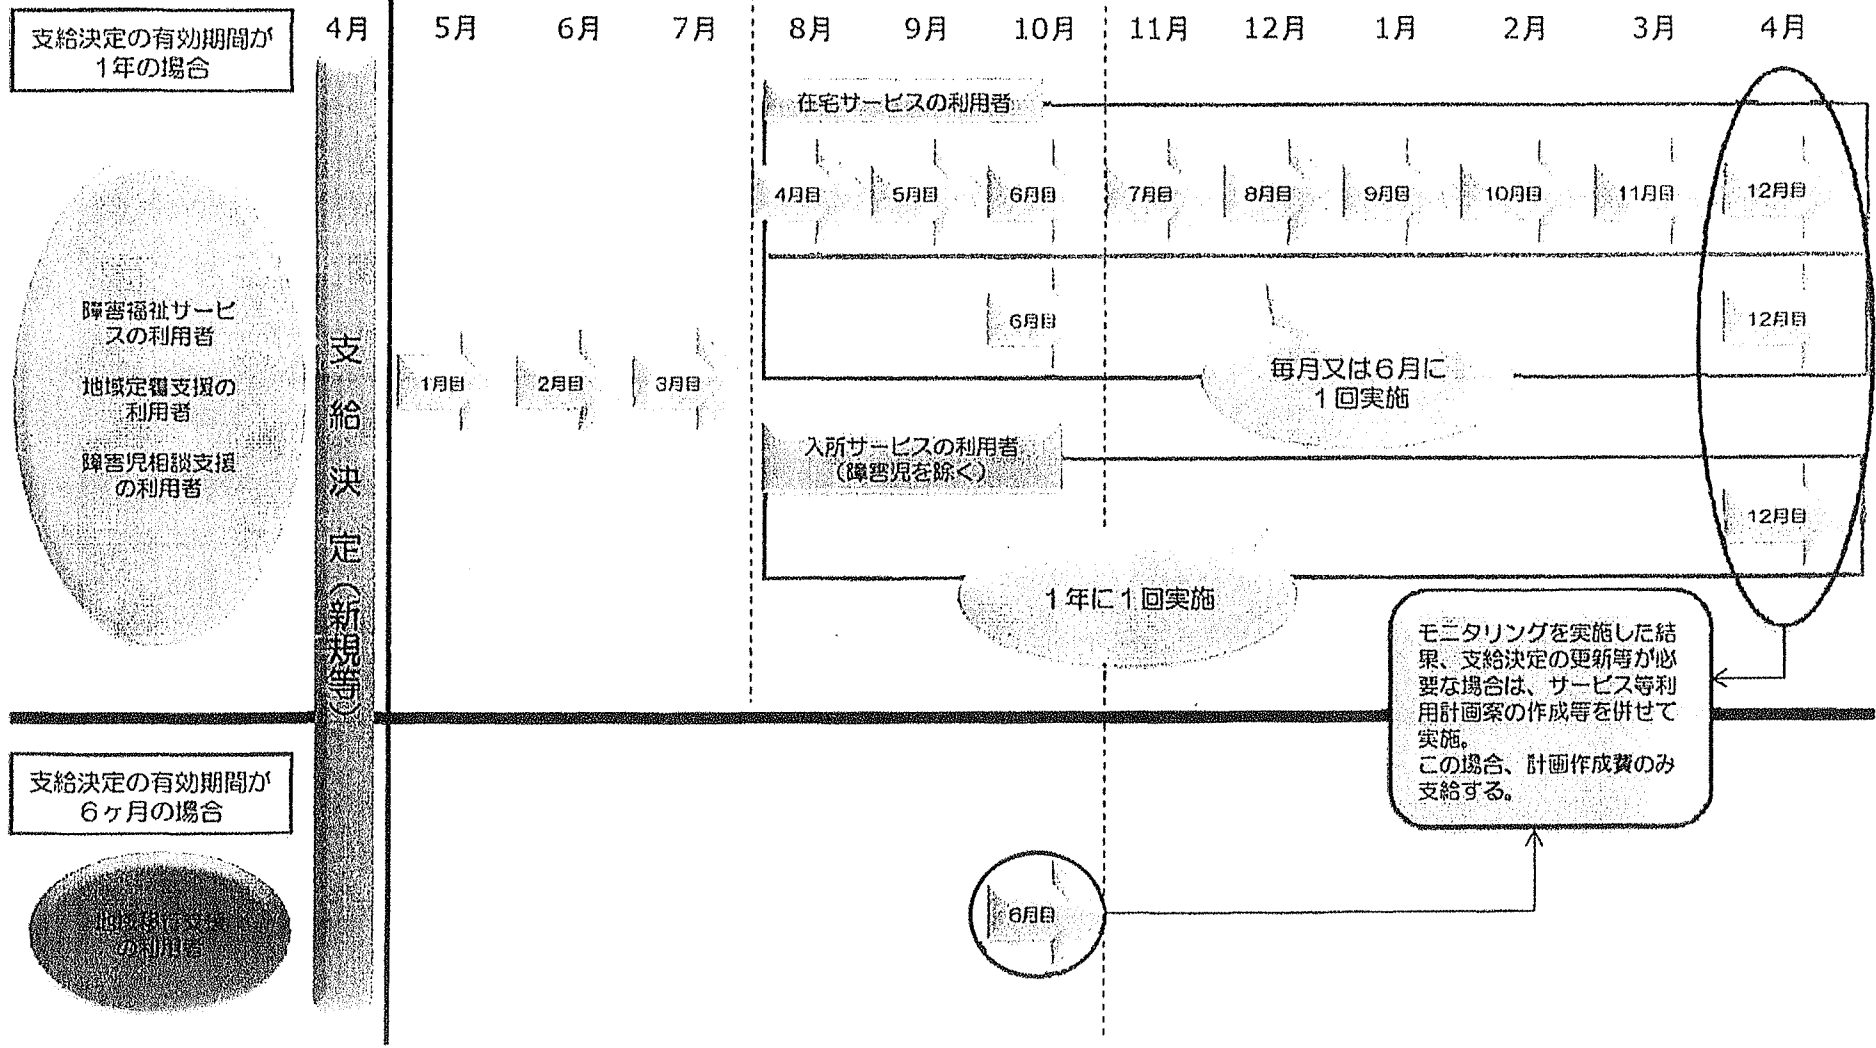 支給決定の有効期間が
1年の場合
4月
5月
6月
7月
8月
9月
10月
11月
12月
1月
2月
3月
4月
在宅サービスの利用者
4月目
5月目
6月目
7月目
8月目
9月目
10月目
11月目
12月目
障害福祉サービ
スの利用者
地域定着支援の
利用者
障害児相談支援
の利用者
支給決定(新規等)
1月目
2月目
3月目
6月目
12月目
毎月又は6月に
1回実施
入所サービスの利用者
(障害児を除く)
12月目
1年に1回実施
モニタリングを実施した結
果、支給決定の更新等が必
要な場合は、サービス等利
用計画案の作成等を併せて
実施。
この場合、計画作成費のみ
支給する。
支給決定の有効期間が
6ヶ月の場合
地域移行支援
の利用者
6月目